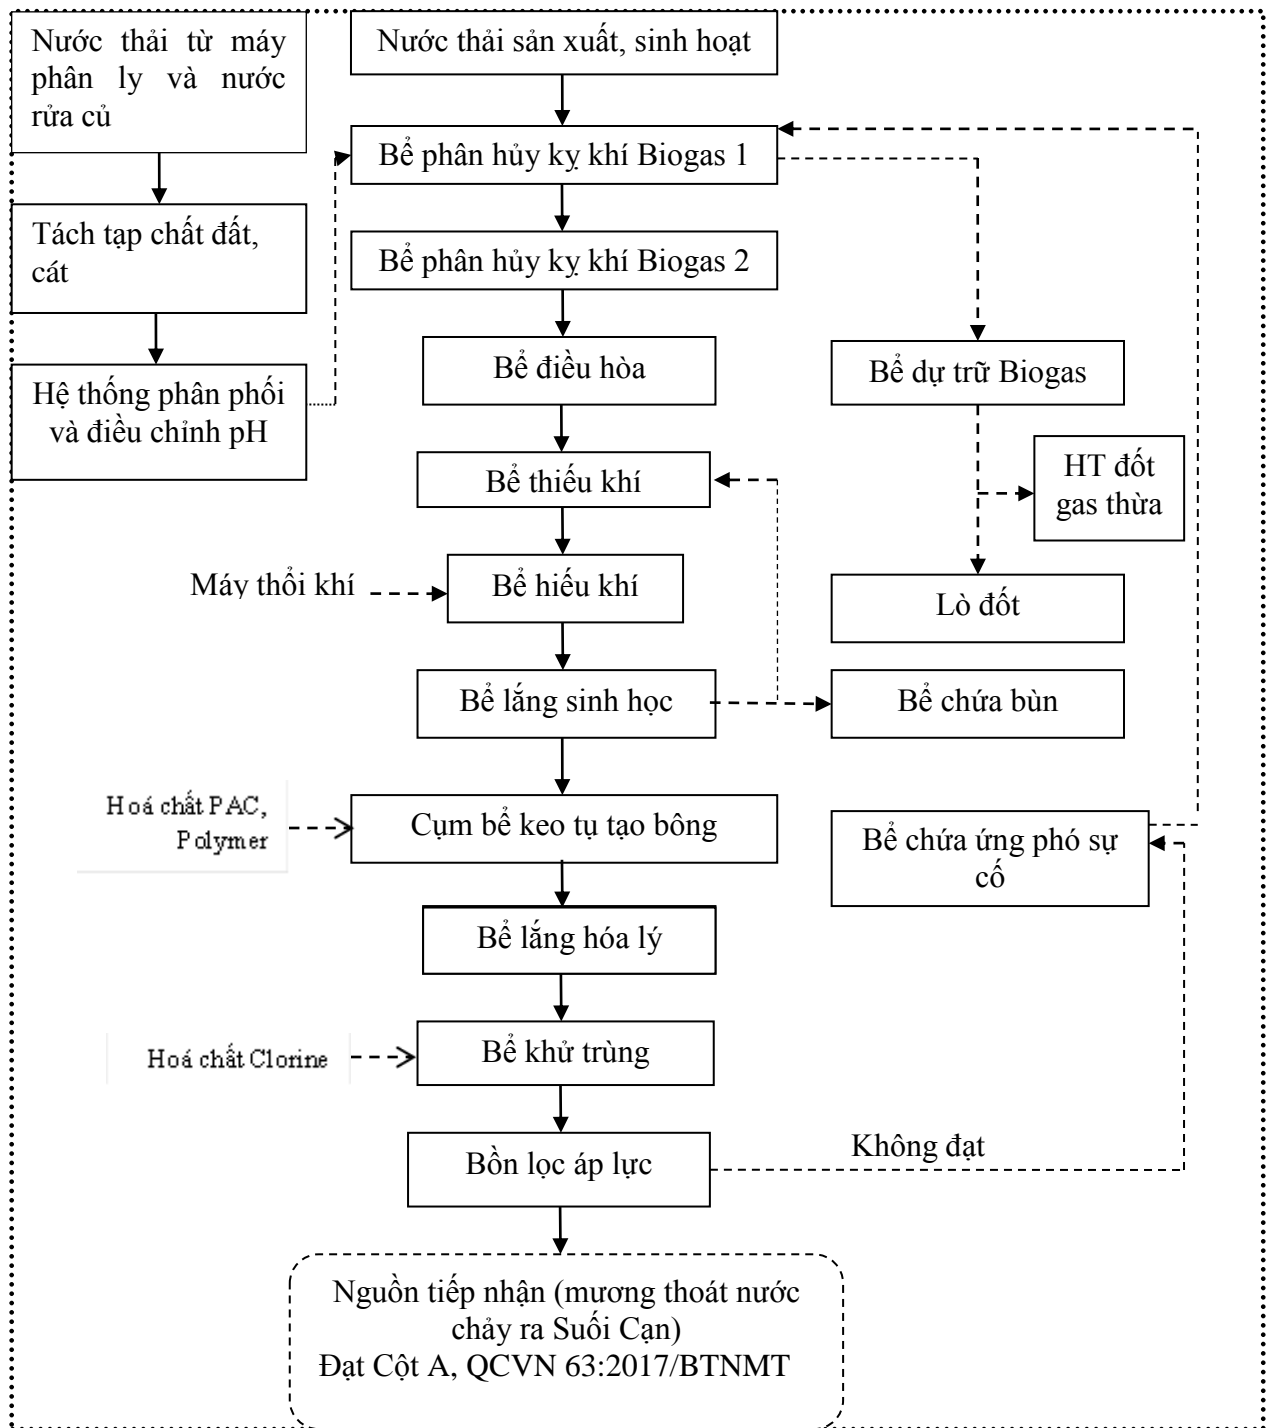 Nước thải từ máy
phân ly và nước
rửa củ
Nước thải sản xuất, sinh hoạt
Bể phân hủy kỵ khí Biogas 1
Tách tạp chất đất,
cát
Bể phân hủy kỵ khí Biogas 2
Hệ thống phân phối
và điều chỉnh pH
Bể điều hòa
Bể dự trữ Biogas
HT đốt
gas thừa
Bể thiếu khí
Máy thổi khí
Bể hiếu khí
Lò đốt
Bể lắng sinh học
Bể chứa bùn
Hoá chất PAC,
Polymer
Cụm bể keo tụ tạo bông
Bể chứa ứng phó sự
cố
Bể lắng hóa lý
Hoá chất Clorine
Bể khử trùng
Bồn lọc áp lực
Không đạt
Nguồn tiếp nhận (mương thoát nước
chảy ra Suối Cạn)
Đạt Cột A, QCVN 63:2017/BTNMT